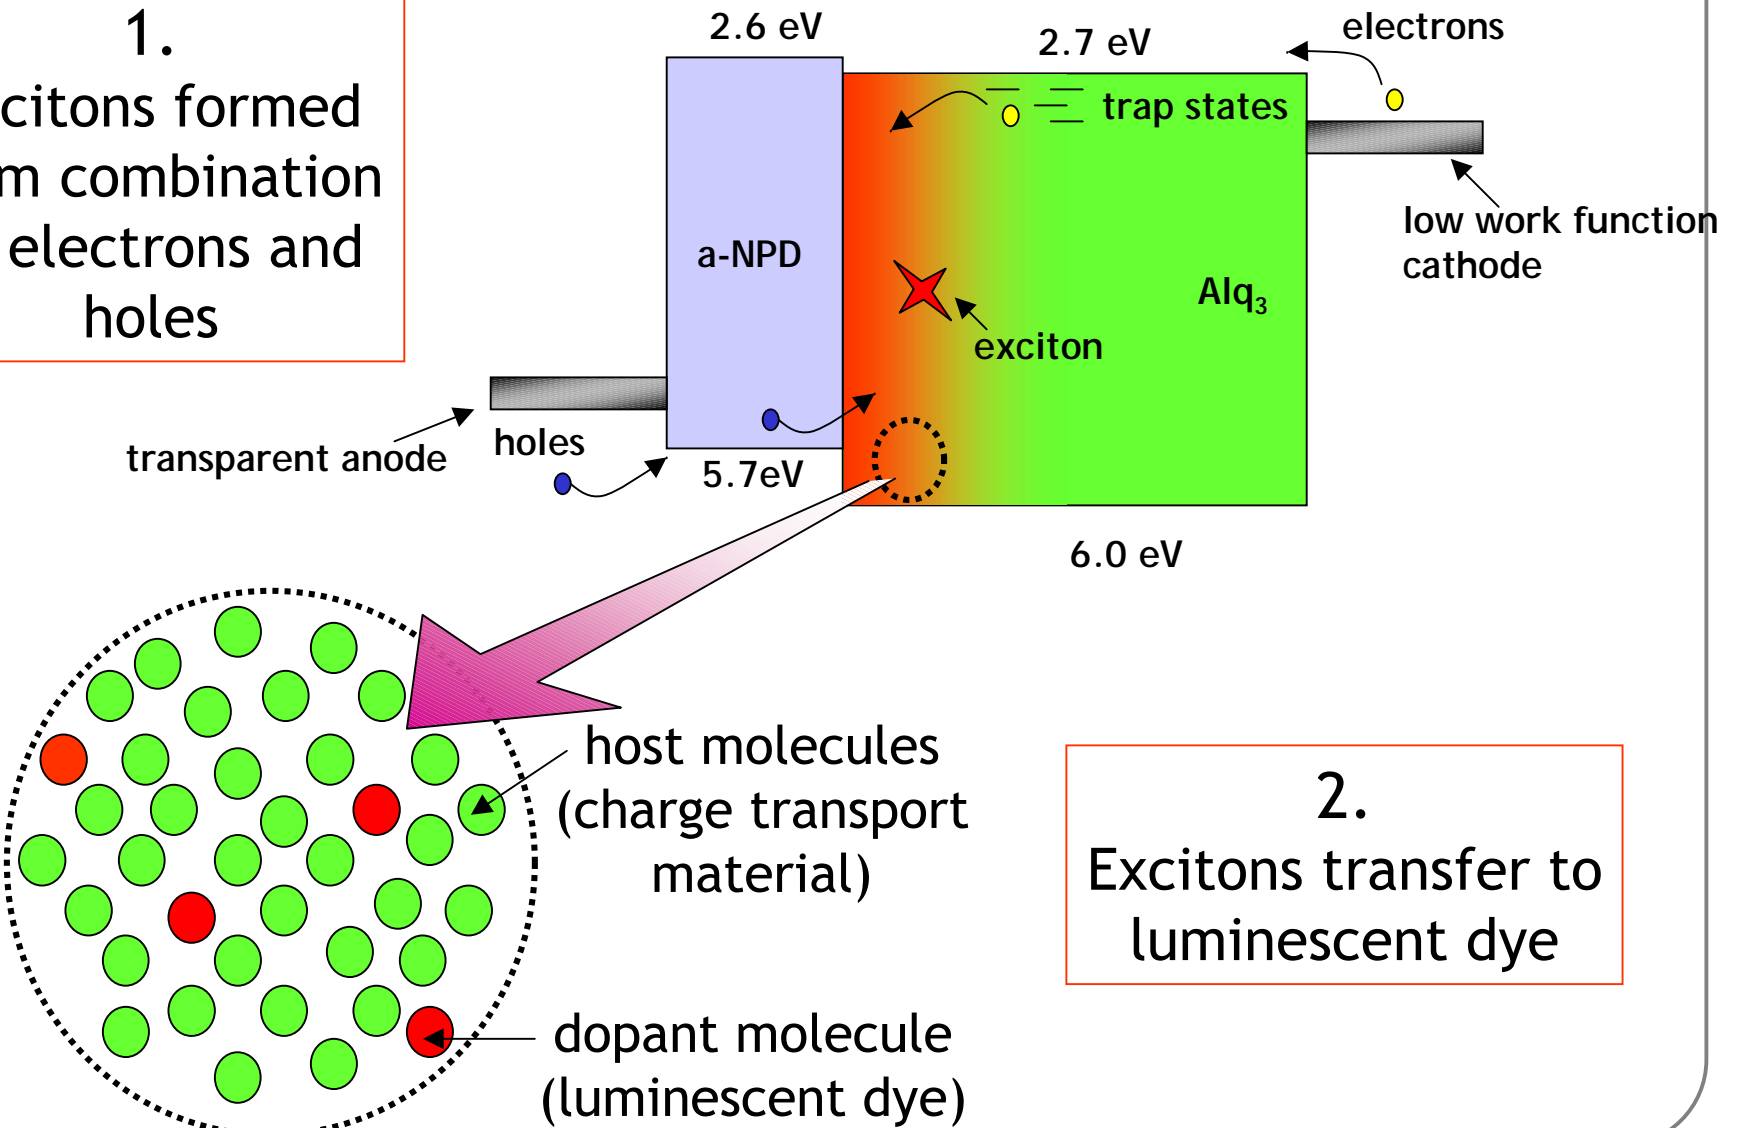 1.
citons formed
m combination
electrons and
holes
2.6 eV
2.7 eV
electrons
trap states
low work function
cathode
a-NPD
Alq₃
exciton
transparent anode
holes
5.7eV
6.0 eV
host molecules
(charge transport
material)
2.
Excitons transfer to
luminescent dye
dopant molecule
(luminescent dye)